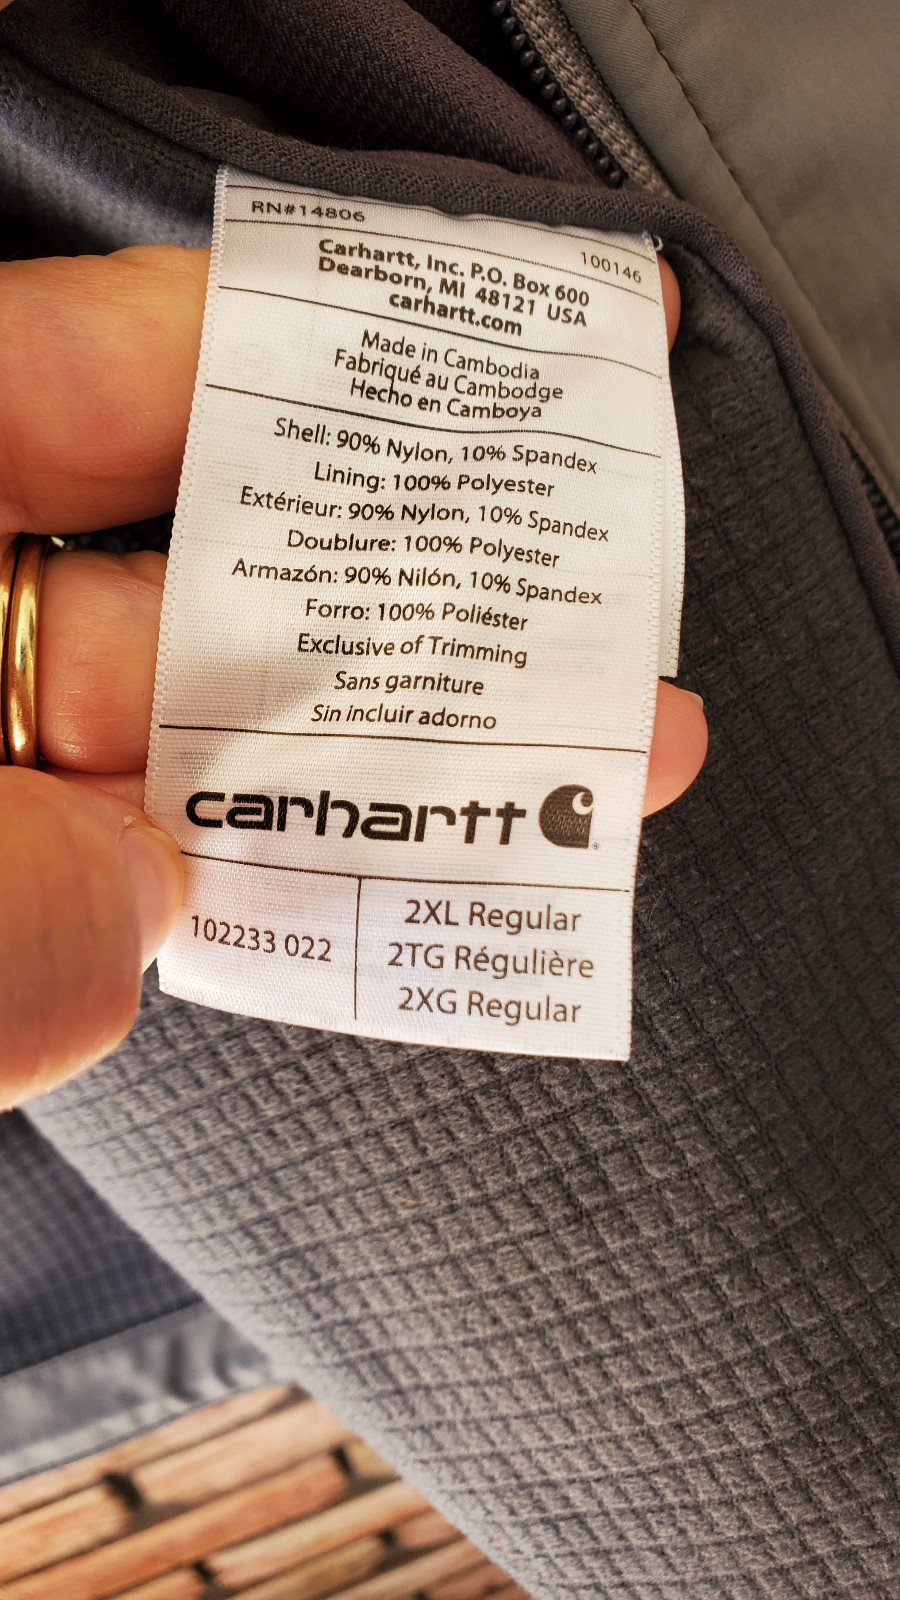 RN#14806
100146
Carhartt, Inc. P.O. Box 600
Dearborn, MI 48121 USA
carhartt.com
Made in Cambodia
Fabriqué au Cambodge
Hecho en Camboya
Shell: 90% Nylon, 10% Spandex
Lining: 100% Polyester
Extérieur: 90% Nylon, 10% Spandex
Doublure: 100% Polyester
Armazón: 90% Nilón, 10% Spandex
Forro: 100% Poliéster
Exclusive of Trimming
Sans garniture
Sin incluir adorno
carhartt
102233 022
2XL Regular
2TG Régulière
2XG Regular